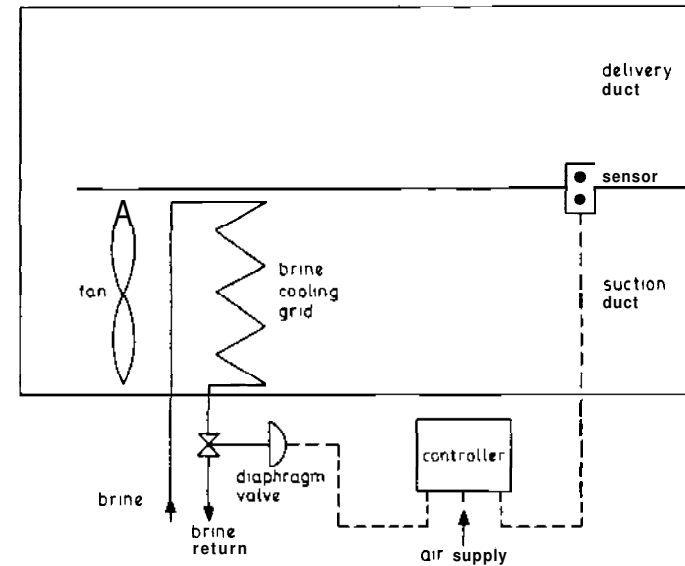 delivery
duct
sensor
fan
brine
cooling
grid
suction
duct
controller
diaphragm
valve
brine
brine
return
air supply